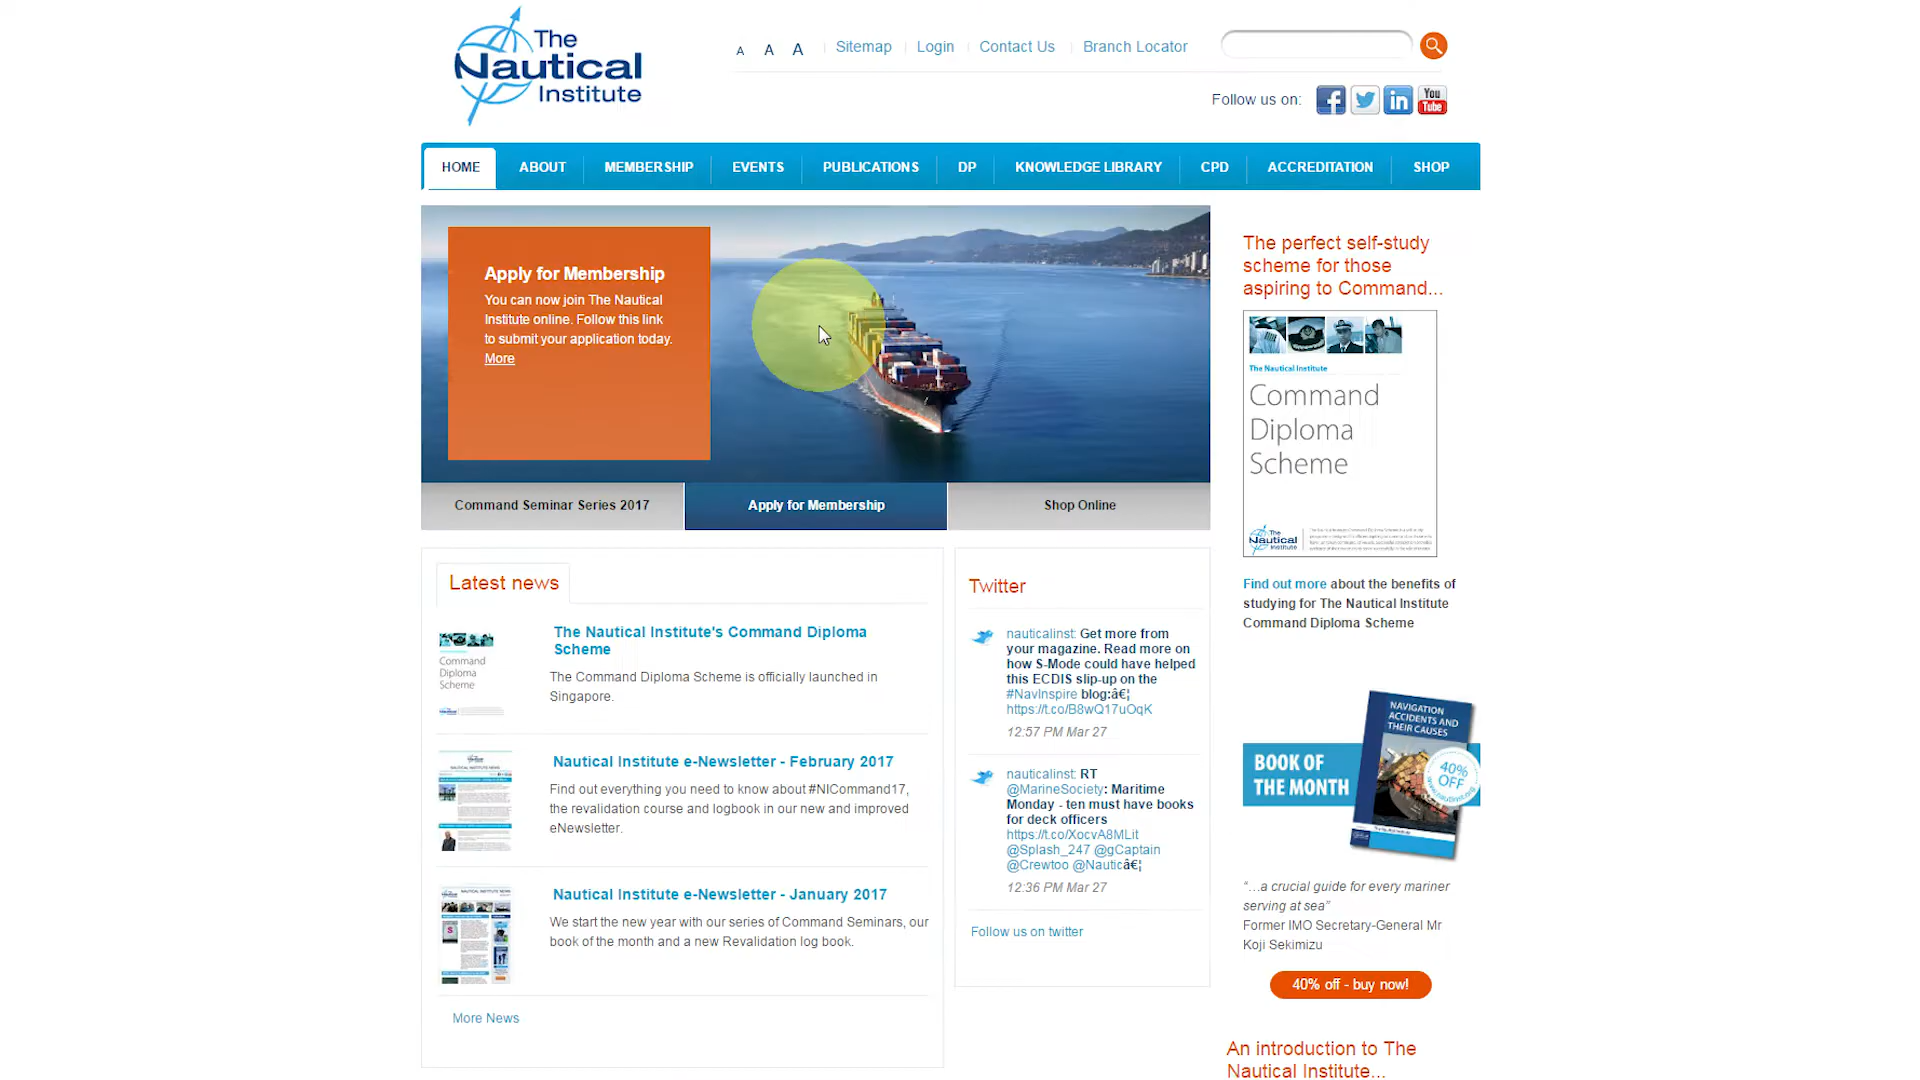 The
Nautical
Institute
A A A Sitemap Login Contact Us Branch Locator
Follow us on:
You
Tube
HOME ABOUT MEMBERSHIP EVENTS PUBLICATIONS DP KNOWLEDGE LIBRARY CPD ACCREDITATION SHOP
Apply for Membership
You can now join The Nautical
Institute online. Follow this link
to submit your application today.
More
Command Seminar Series 2017 Apply for Membership Shop Online
Latest news
The Nautical Institute's Command Diploma
Scheme
The Command Diploma Scheme is officially launched in
Singapore.
Command
Diploma
Scheme
Nautical Institute e-Newsletter - February 2017
Find out everything you need to know about #NICommand17,
the revalidation course and logbook in our new and improved
eNewsletter.
Nautical Institute e-Newsletter - January 2017
We start the new year with our series of Command Seminars, our
book of the month and a new Revalidation log book.
More News
Twitter
nauticalinst: Get more from
your magazine. Read more on
how S-Mode could have helped
this ECDIS slip-up on the
#NavInspire blog:â€¦
https://t.co/B8wQ17uOqK
12:57 PM Mar 27
nauticalinst: RT
@MarineSociety: Maritime
Monday - ten must have books
for deck officers
https://t.co/XocvA8MLit
@Splash_247 @gCaptain
@Crewtoo @Nauticâ€¦
12:36 PM Mar 27
Follow us on twitter
The perfect self-study
scheme for those
aspiring to Command...
The Nautical Institute
Command
Diploma
Scheme
The
Nautical
Institute
Find out more about the benefits of
studying for The Nautical Institute
Command Diploma Scheme
BOOK OF
THE MONTH
NAVIGATION
ACCIDENTS AND
THEIR CAUSES
40%
OFF
www.nautinst.org
“…a crucial guide for every mariner
serving at sea”
Former IMO Secretary-General Mr
Koji Sekimizu
40% off - buy now!
An introduction to The
Nautical Institute...